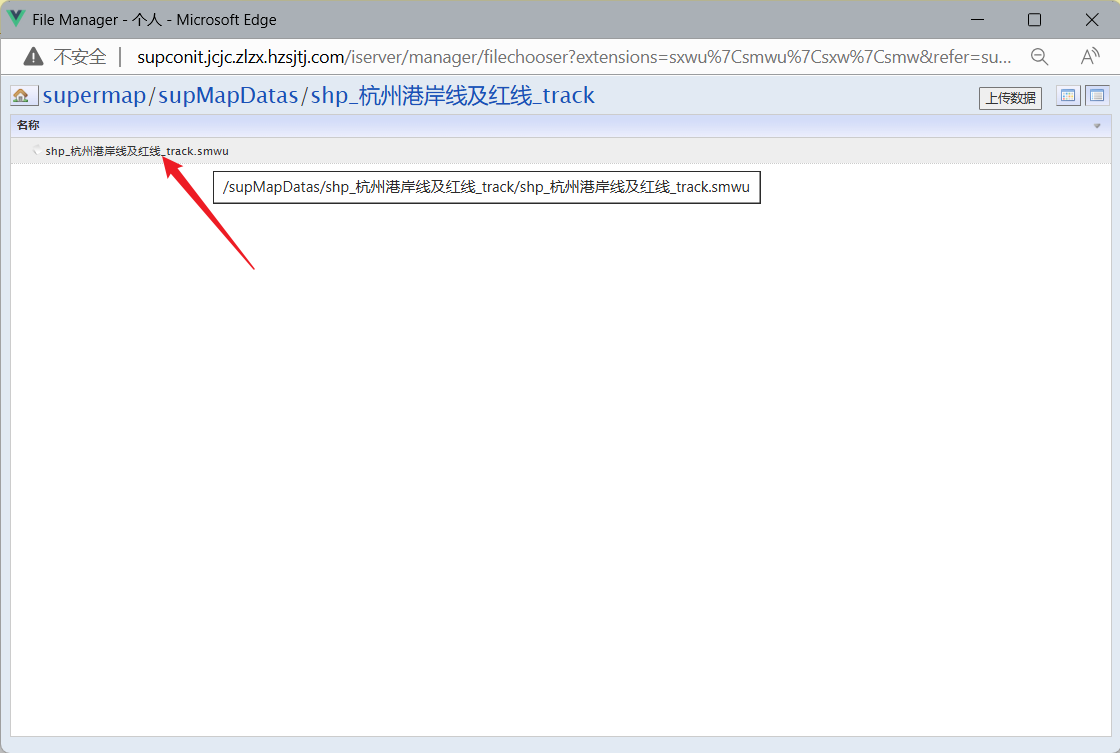 File Manager - 个人 - Microsoft Edge
不安全 supconit.jcjc.zlzx.hzsjtj.com/iserver/manager/filechooser?extensions=sxwu%7Csmwu%7Csxw%7Csmw&refer=su...
supermap/supMapDatas/shp_杭州港岸线及红线_track
上传数据
名称
shp_杭州港岸线及红线_track.smwu
/supMapDatas/shp_杭州港岸线及红线_track/shp_杭州港岸线及红线_track.smwu